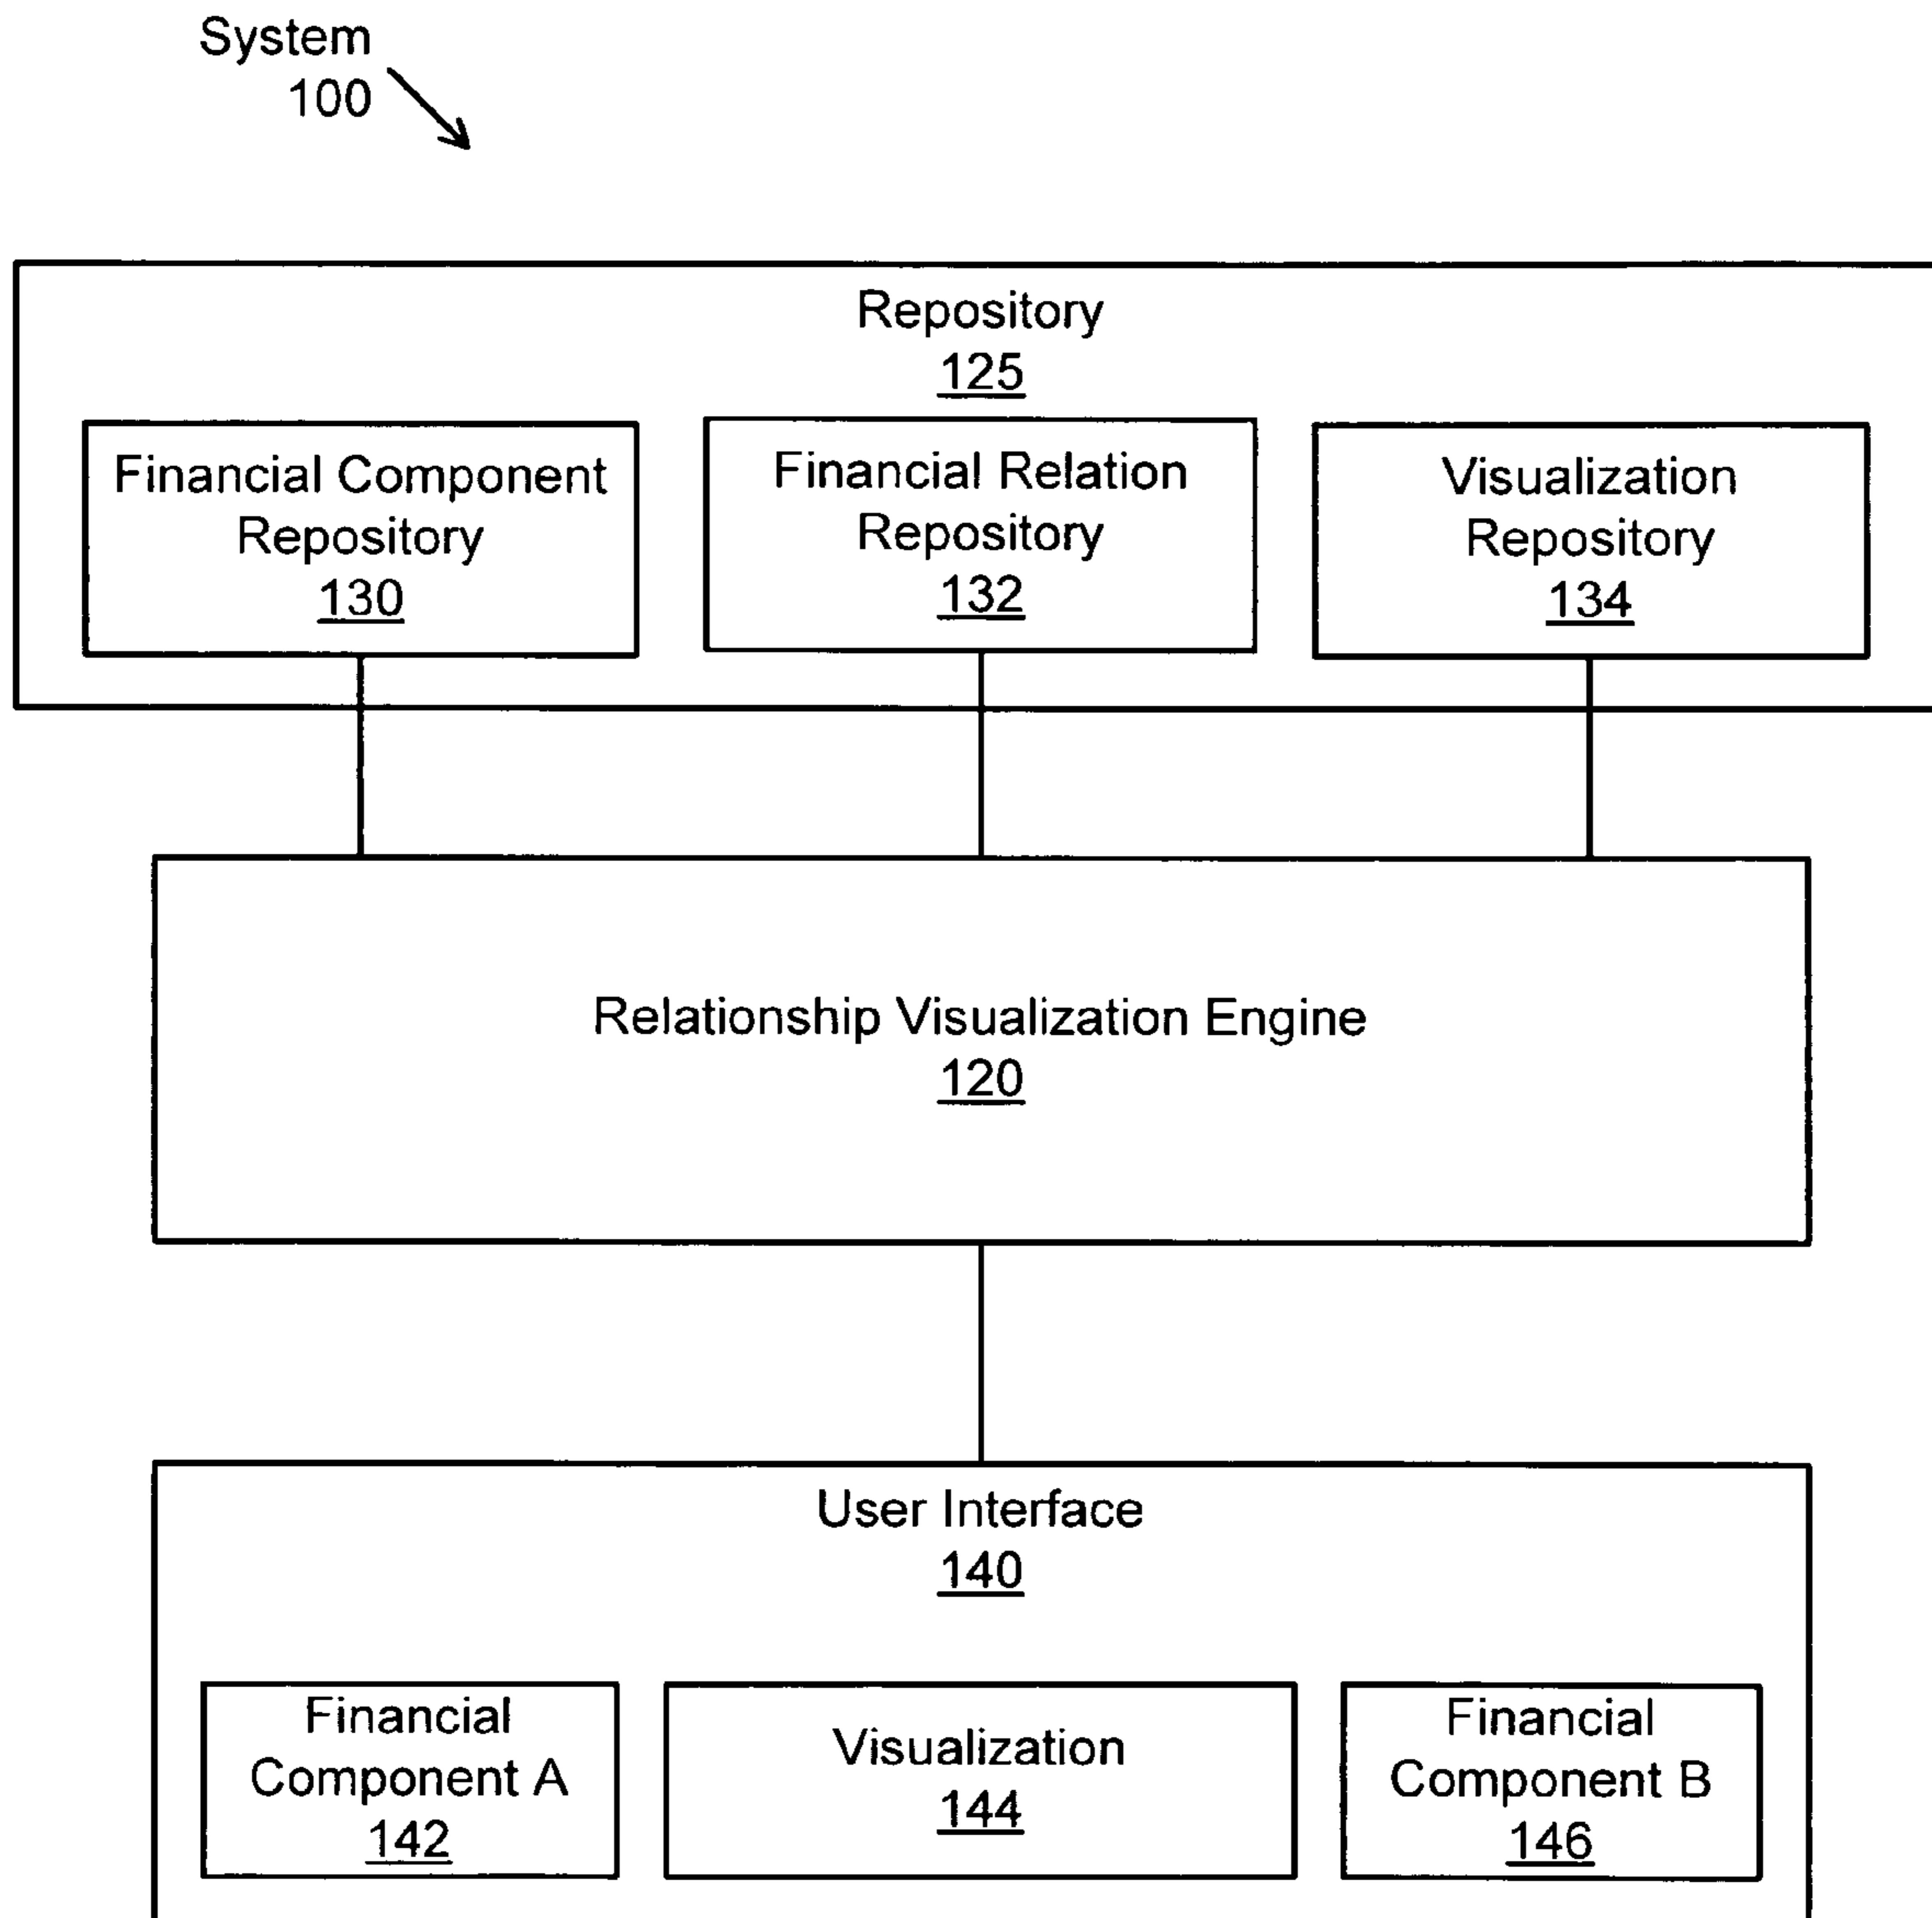 System
100
Repository
125
Financial Component
Repository
130
Financial Relation
Repository
132
Visualization
Repository
134
Relationship Visualization Engine
120
User Interface
140
Financial
Component A
142
Visualization
144
Financial
Component B
146